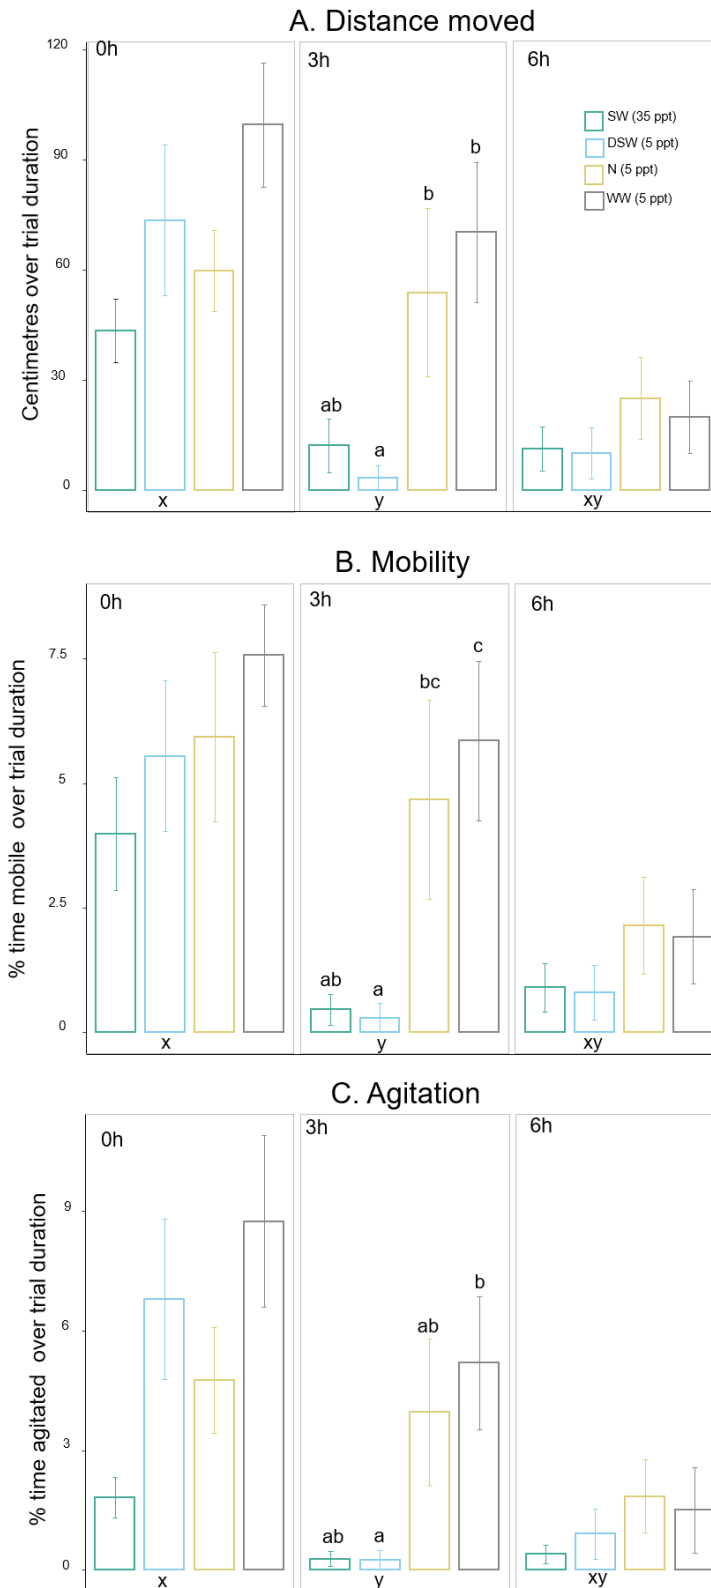 A. Distance moved
Centimetres over trial duration
120
90
60
30
0
0h
3h
6h
SW (35 ppt)
DSW (5 ppt)
N (5 ppt)
WW (5 ppt)
ab
a
b
b
x
y
xy
B. Mobility
% time mobile over trial duration
7.5
5
2.5
0
0h
3h
6h
ab
a
bc
c
x
y
xy
C. Agitation
% time agitated over trial duration
9
6
3
0
0h
3h
6h
ab
a
ab
b
x
y
xy